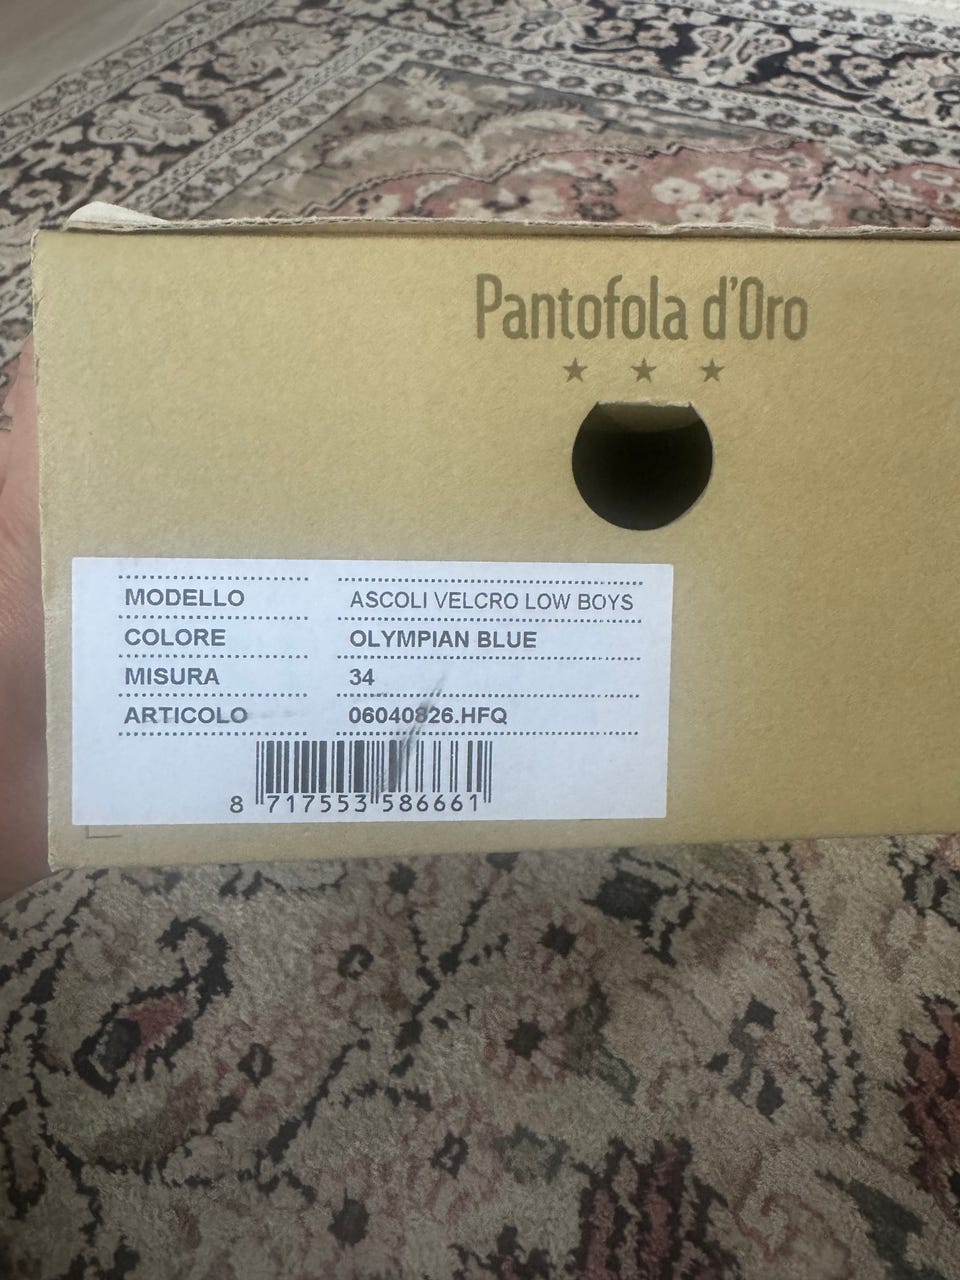 Pantofola d'Oro
MODELLO ASCOLI VELCRO LOW BOYS
COLORE OLYMPIAN BLUE
MISURA 34
ARTICOLO 06040826.HFQ
8 717553 586661